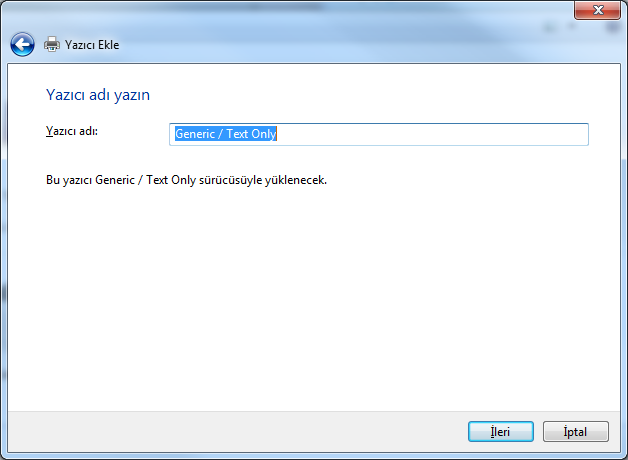 Yazıcı Ekle
Yazıcı adı yazın
Yazıcı adı: Generic / Text Only
Bu yazıcı Generic / Text Only sürücüsüyle yüklenecek.
İleri İptal